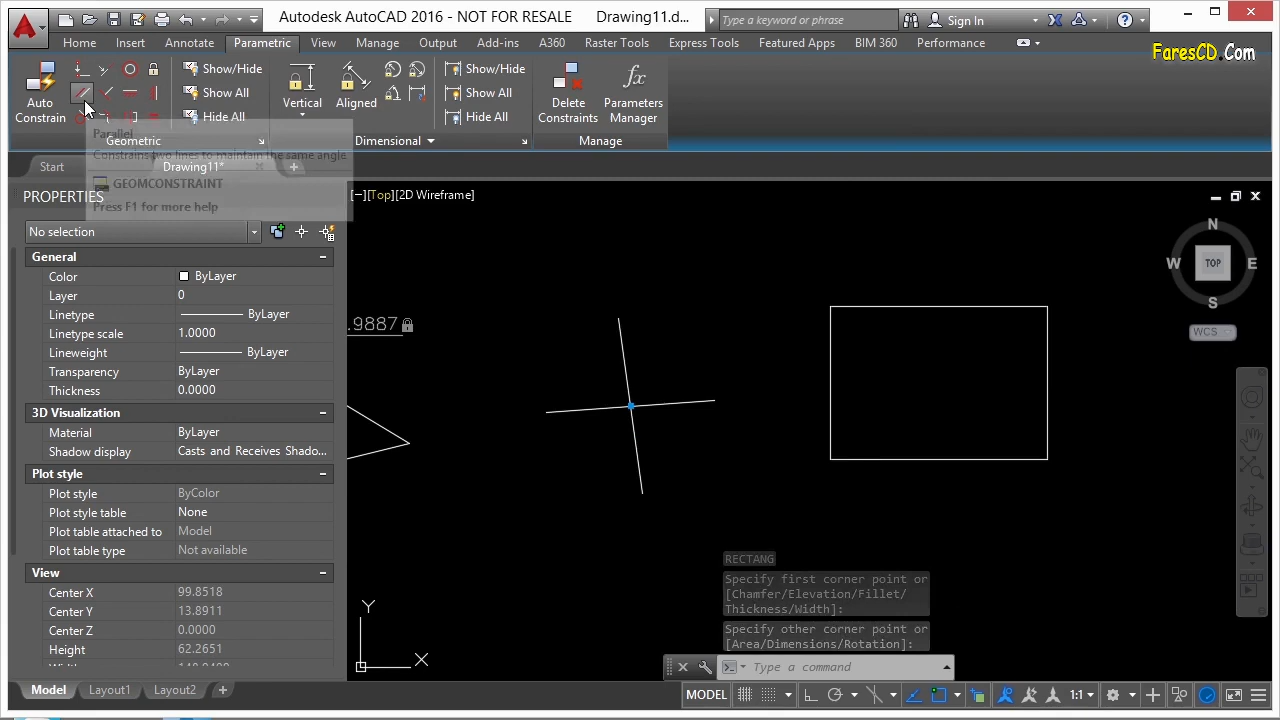 Autodesk AutoCAD 2016 - NOT FOR RESALE Drawing11.d...
Type a keyword or phrase
Sign In
Home Insert Annotate Parametric View Manage Output Add-ins A360 Raster Tools Express Tools Featured Apps BIM 360 Performance
FaresCD.Com
Auto Constrain
Show/Hide
Show All
Hide All
Vertical
Aligned
Show/Hide
Show All
Hide All
Delete Constraints
Parameters Manager
Geometric
Dimensional
Manage
Parallel
Constrains two lines to maintain the same angle
GEOMCONSTRAINT
Press F1 for more help
Start Drawing11*
PROPERTIES
[−][Top][2D Wireframe]
No selection
General
Color ByLayer
Layer 0
Linetype ByLayer
Linetype scale 1.0000
Lineweight ByLayer
Transparency ByLayer
Thickness 0.0000
3D Visualization
Material ByLayer
Shadow display Casts and Receives Shado...
Plot style
Plot style ByColor
Plot style table None
Plot table attached to Model
Plot table type Not available
View
Center X 99.8518
Center Y 13.8911
Center Z 0.0000
Height 62.2651
.9887
N
W TOP E
S
WCS
RECTANG
Specify first corner point or
[Chamfer/Elevation/Fillet/
Thickness/Width]:
Specify other corner point or
[Area/Dimensions/Rotation]:
Type a command
Y
X
Model Layout1 Layout2
MODEL
1:1